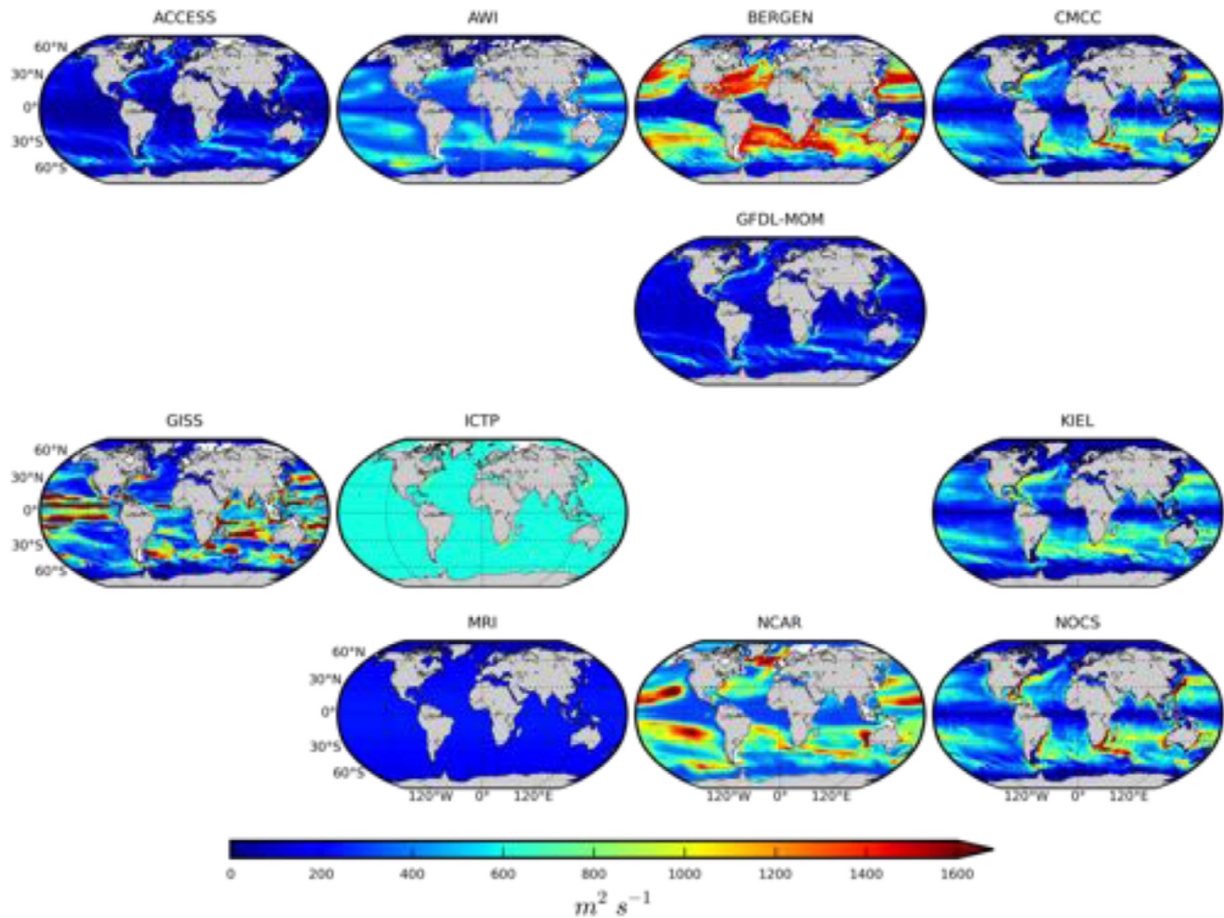 ACCESS AWI BERGEN CMCC
60°N
30°N
0°
30°S
60°S
GFDL-MOM
GISS ICTP KIEL
60°N
30°N
0°
30°S
60°S
MRI NCAR NOCS
60°N
30°N
0°
30°S
60°S
120°W 0° 120°E 120°W 0° 120°E 120°W 0° 120°E
0 200 400 600 800 1000 1200 1400 1600
m² s⁻¹